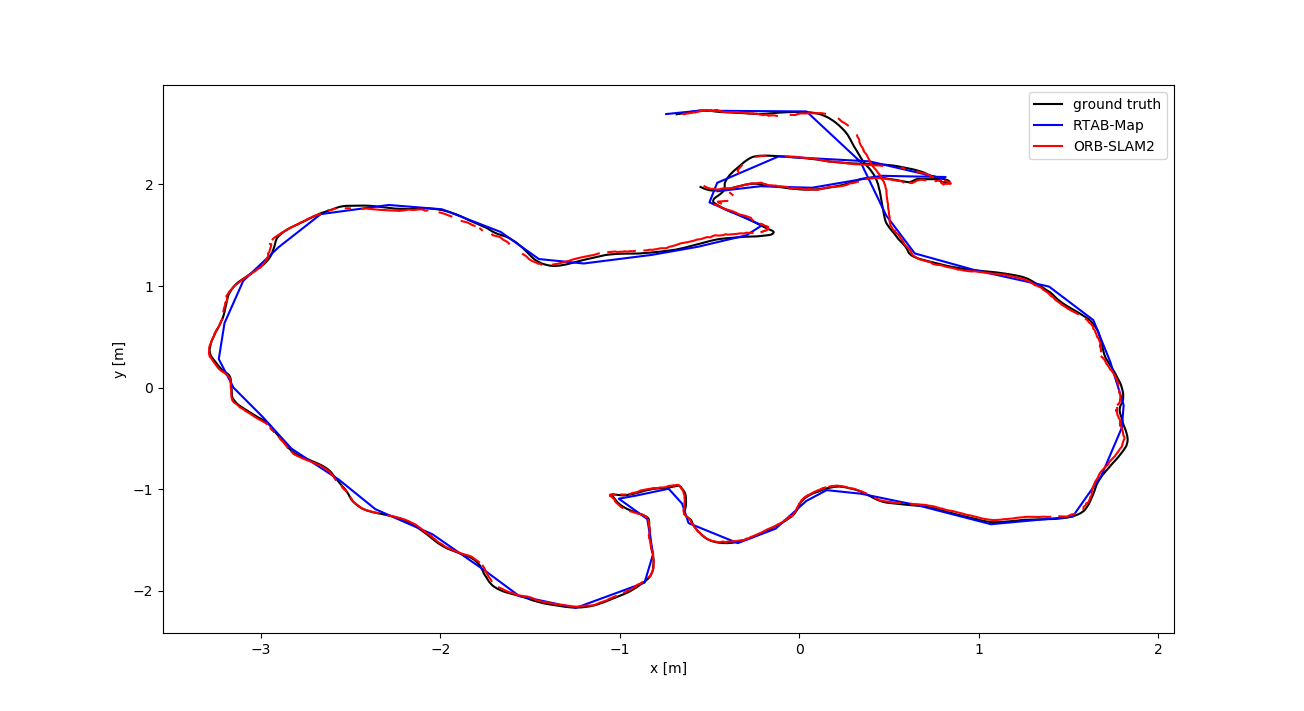 ground truth
RTAB-Map
ORB-SLAM2
2
1
0
−1
−2
y [m]
−3
−2
−1
0
1
2
x [m]